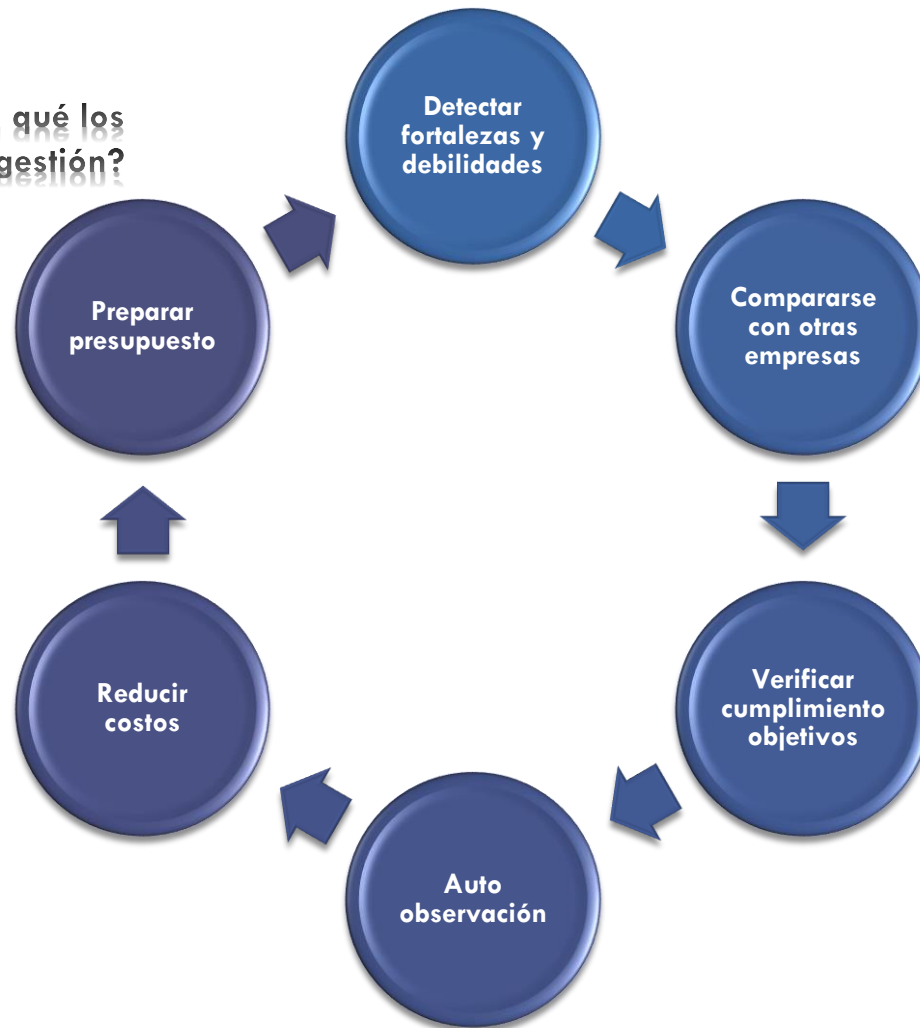 qué los
gestión?
Detectar
fortalezas y
debilidades
Compararse
con otras
empresas
Verificar
cumplimiento
objetivos
Auto
observación
Reducir
costos
Preparar
presupuesto